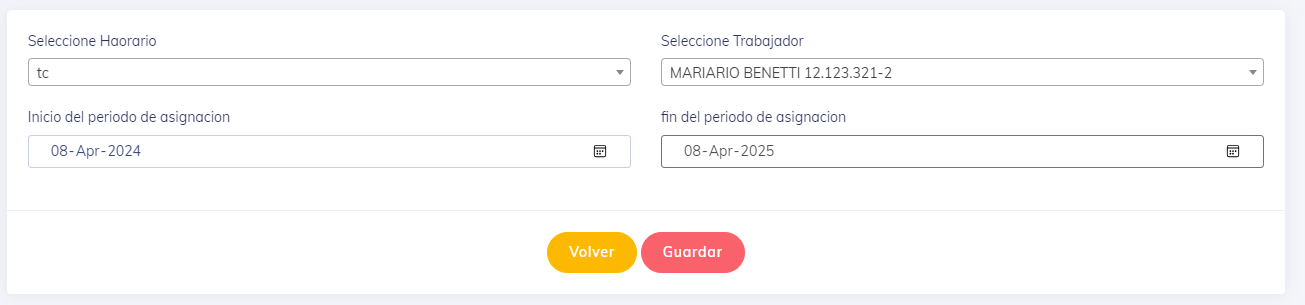 Seleccione Haorario
Seleccione Trabajador
tc
MARIARIO BENETTI 12.123.321-2
Inicio del periodo de asignacion
fin del periodo de asignacion
08-Apr-2024
08-Apr-2025
Volver
Guardar